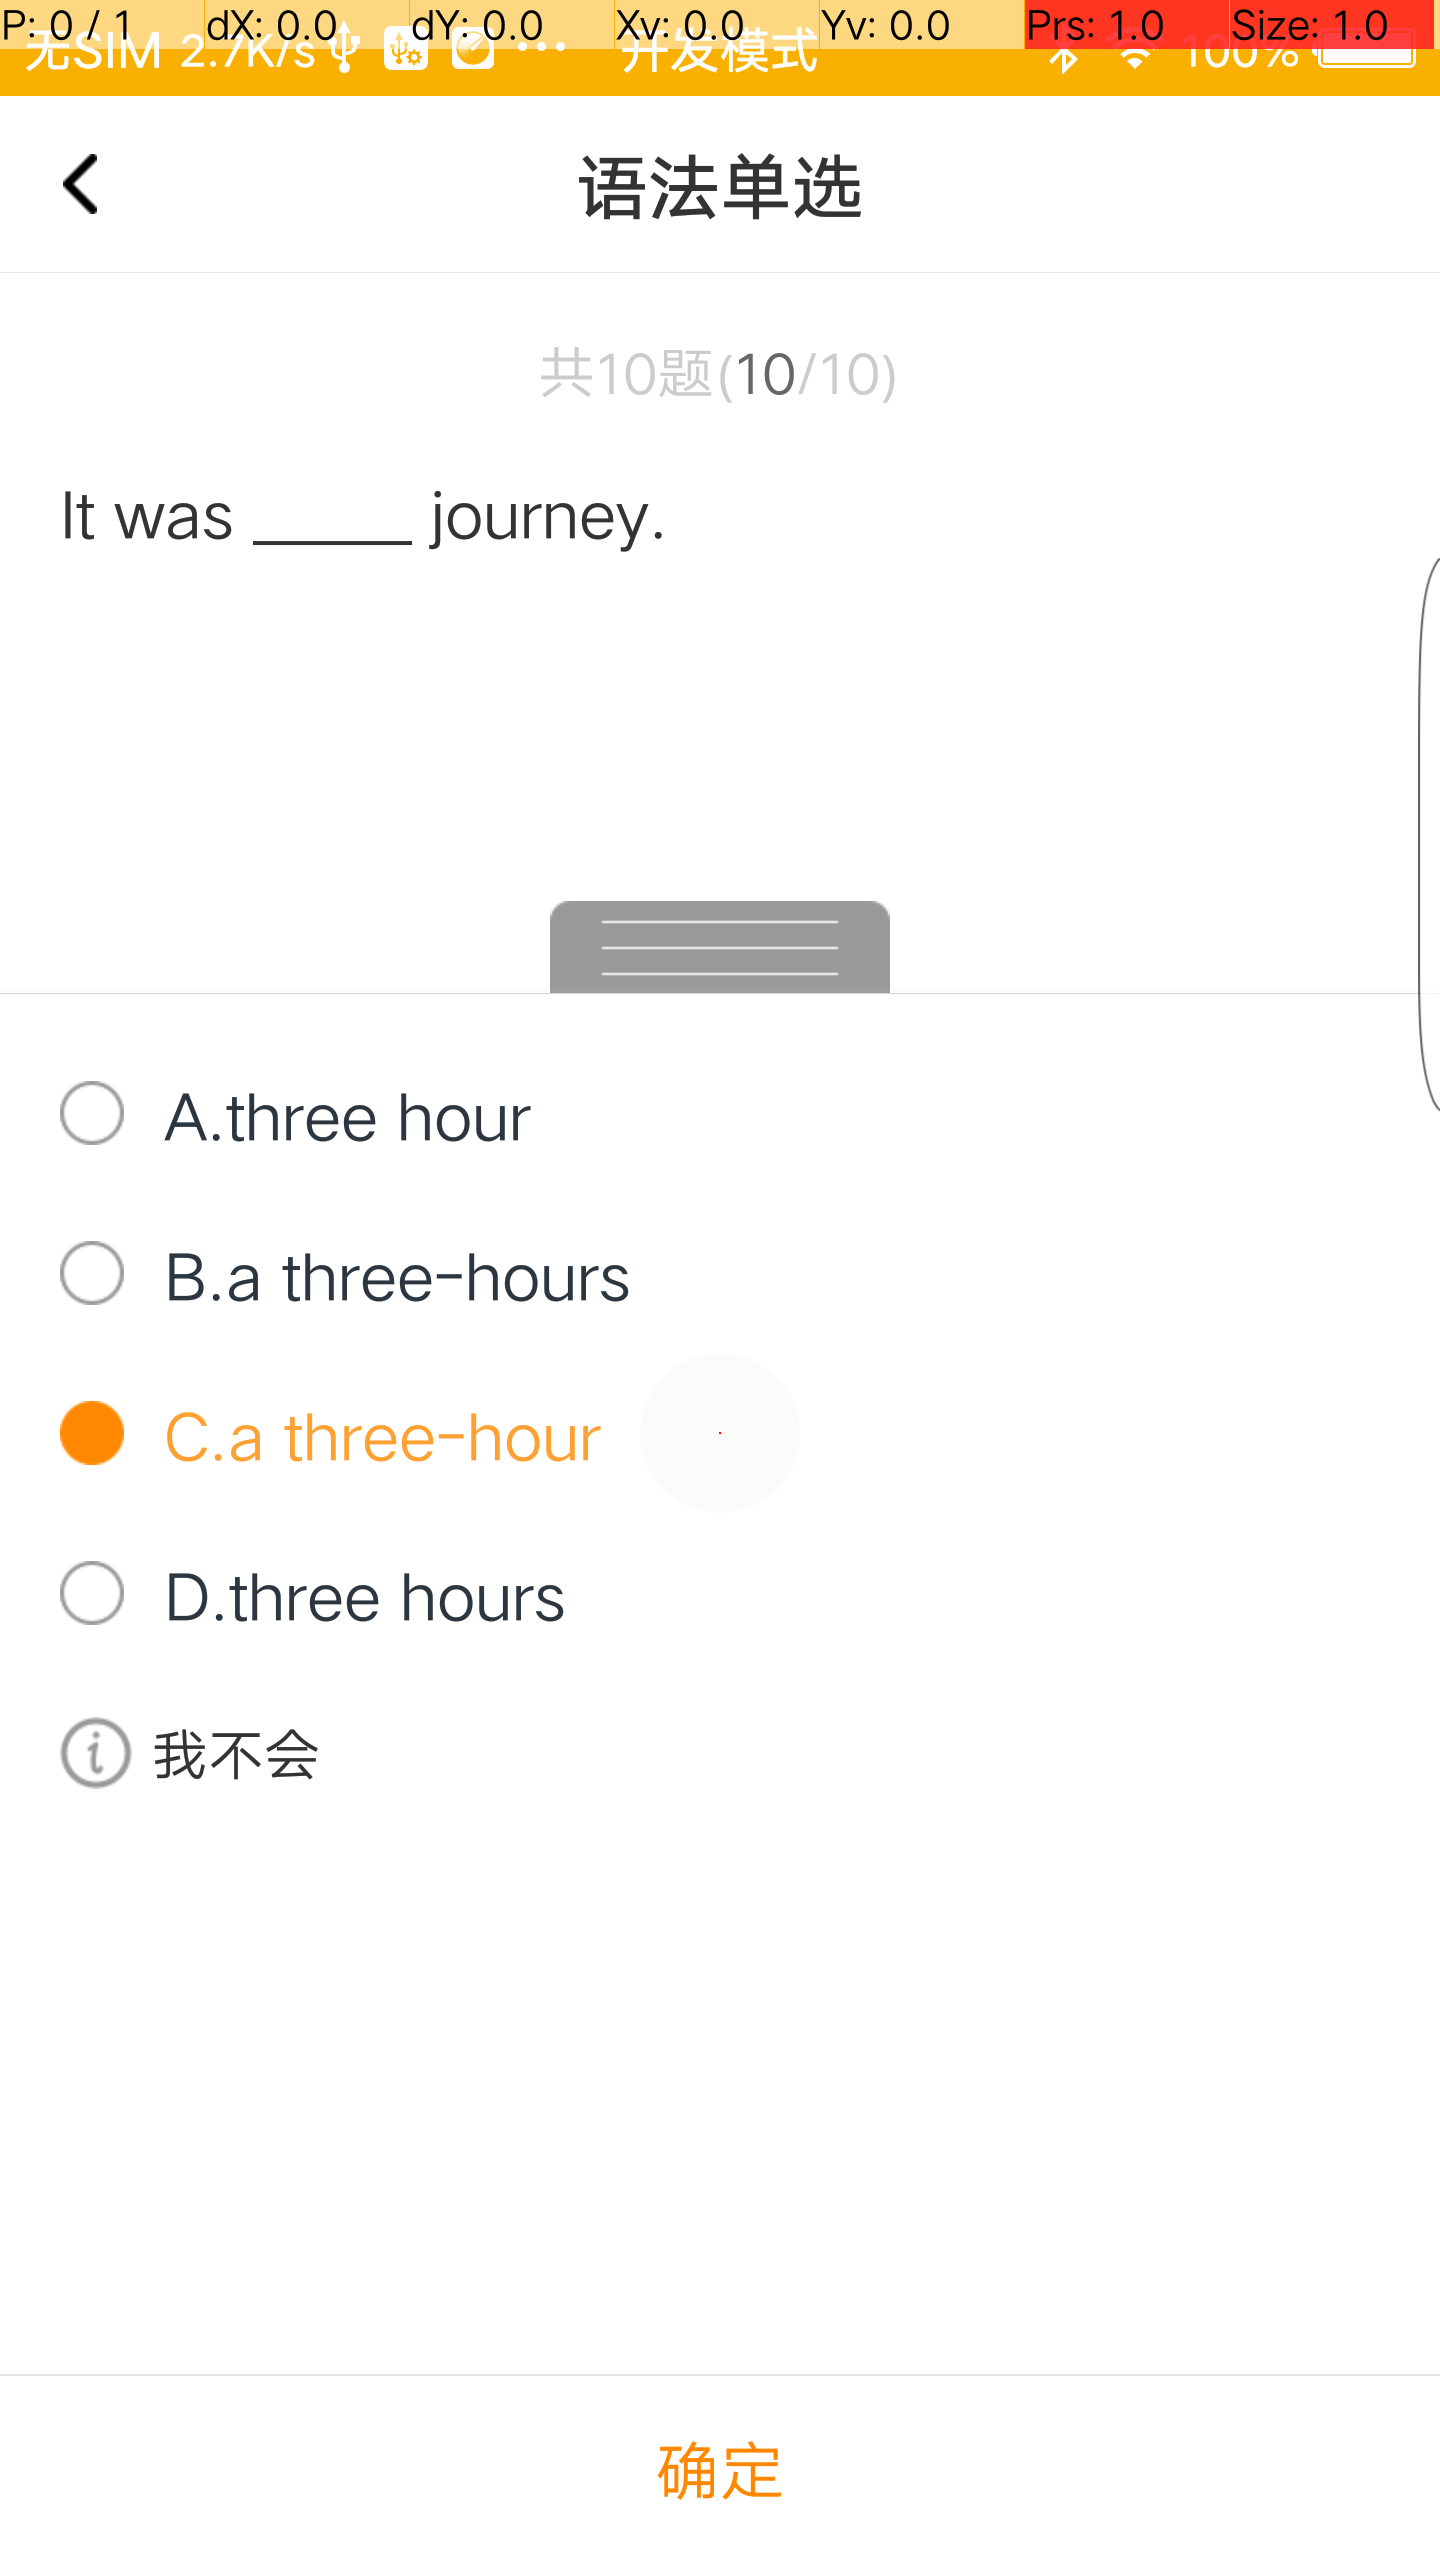 P: 0 / 1 dX: 0.0 dY: 0.0 Xv: 0.0 Yv: 0.0 Prs: 1.0 Size: 1.0
无SIM 2.7K/s 开发模式 100%
语法单选
共10题(10/10)
It was _____ journey.
A.three hour
B.a three-hours
C.a three-hour
D.three hours
我不会
确定